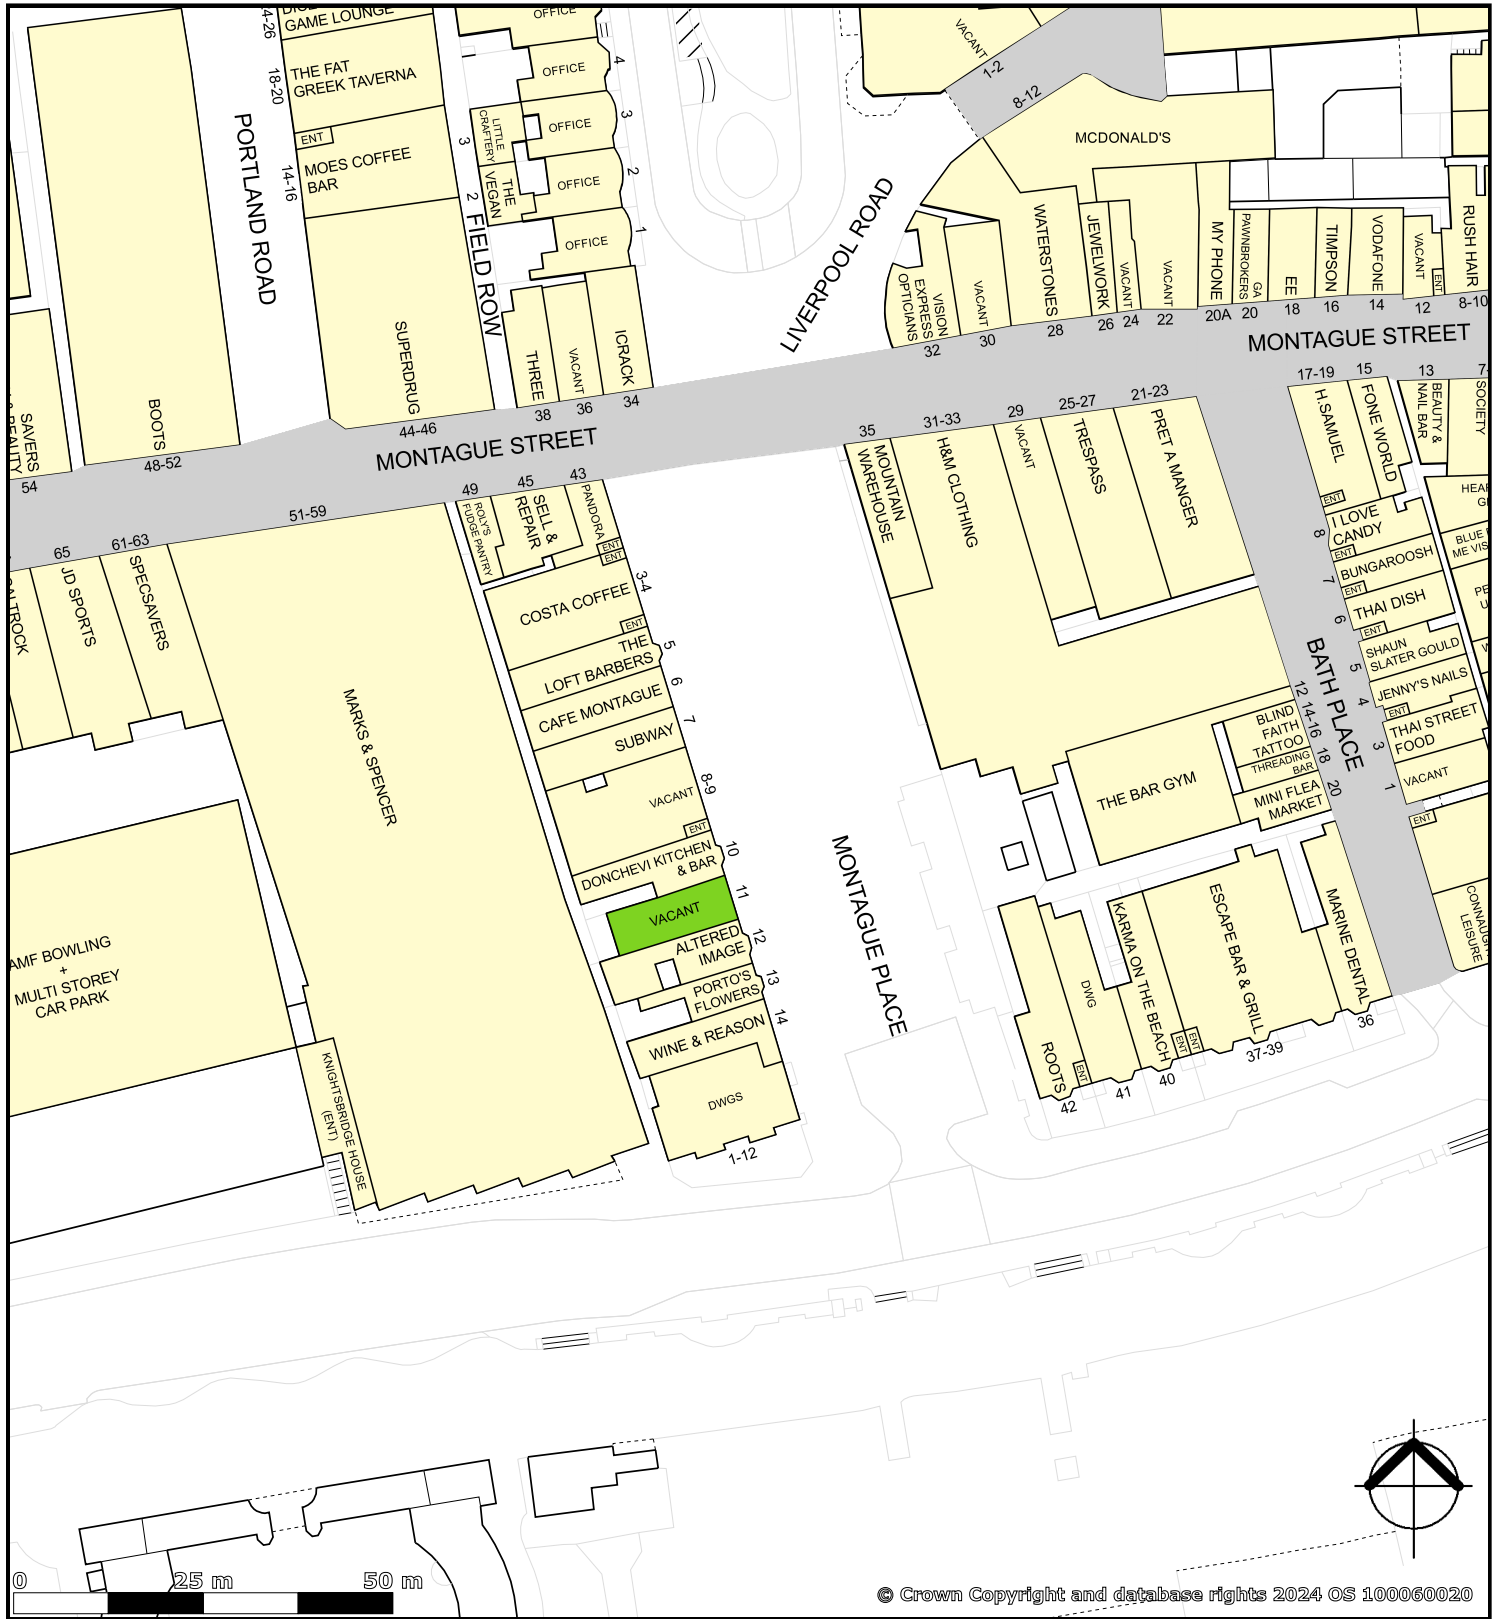 GAME LOUNGE
18-20
THE FAT
GREEK TAVERNA
ENT
14-16
MOES COFFEE
BAR
PORTLAND ROAD
SUPERDRUG
44-46
BOOTS
48-52
SAVERS
54
OFFICE
4
OFFICE
3
OFFICE
2
OFFICE
1
OFFICE
3
LITTLE
CRAFTERY
2
THE
VEGAN
FIELD ROW
THREE
38
VACANT
36
ICRACK
34
LIVERPOOL ROAD
VACANT
1-2
8-12
MCDONALD'S
VISION
EXPRESS
OPTICIANS
32
VACANT
30
WATERSTONES
28
JEWELWORK
26
VACANT
24
VACANT
22
MY PHONE
20A
GA
PAWNBROKERS
20
EE
18
TIMPSON
16
VODAFONE
14
VACANT
ENT
12
RUSH HAIR
8-10
MONTAGUE STREET
MONTAGUE STREET
65
JD SPORTS
61-63
SPECSAVERS
51-59
MARKS & SPENCER
49
ROLY'S
FUDGE PANTRY
45
SELL &
REPAIR
43
PANDORA
ENT
ENT
3-4
COSTA COFFEE
ENT
5
THE
LOFT BARBERS
6
CAFE MONTAGUE
7
SUBWAY
8-9
VACANT
ENT
10
DONCHEVI KITCHEN
& BAR
11
VACANT
12
ALTERED
IMAGE
13
PORTO'S
FLOWERS
14
WINE & REASON
DWGS
1-12
MONTAGUE PLACE
35
MOUNTAIN
WAREHOUSE
31-33
H&M CLOTHING
29
VACANT
25-27
TRESPASS
21-23
PRET A MANGER
17-19
H.SAMUEL
ENT
15
FONE WORLD
13
BEAUTY &
NAIL BAR
SOCIETY
8
I LOVE
CANDY
ENT
7
BUNGAROOSH
ENT
6
THAI DISH
ENT
5
SHAUN
SLATER GOULD
4
JENNY'S NAILS
ENT
3
THAI STREET
FOOD
1
VACANT
ENT
BATH PLACE
12
BLIND
FAITH
TATTOO
14-16
THREADING
BAR
18
MINI FLEA
MARKET
20
THE BAR GYM
ROOTS
ENT
42
DWG
41
KARMA ON THE BEACH
40
ENT
ENT
ESCAPE BAR & GRILL
37-39
MARINE DENTAL
36
LEISURE
AMF BOWLING
+
MULTI STOREY
CAR PARK
KNIGHTSBRIDGE HOUSE
(ENT)
0 25 m 50 m
© Crown Copyright and database rights 2024 OS 100060020